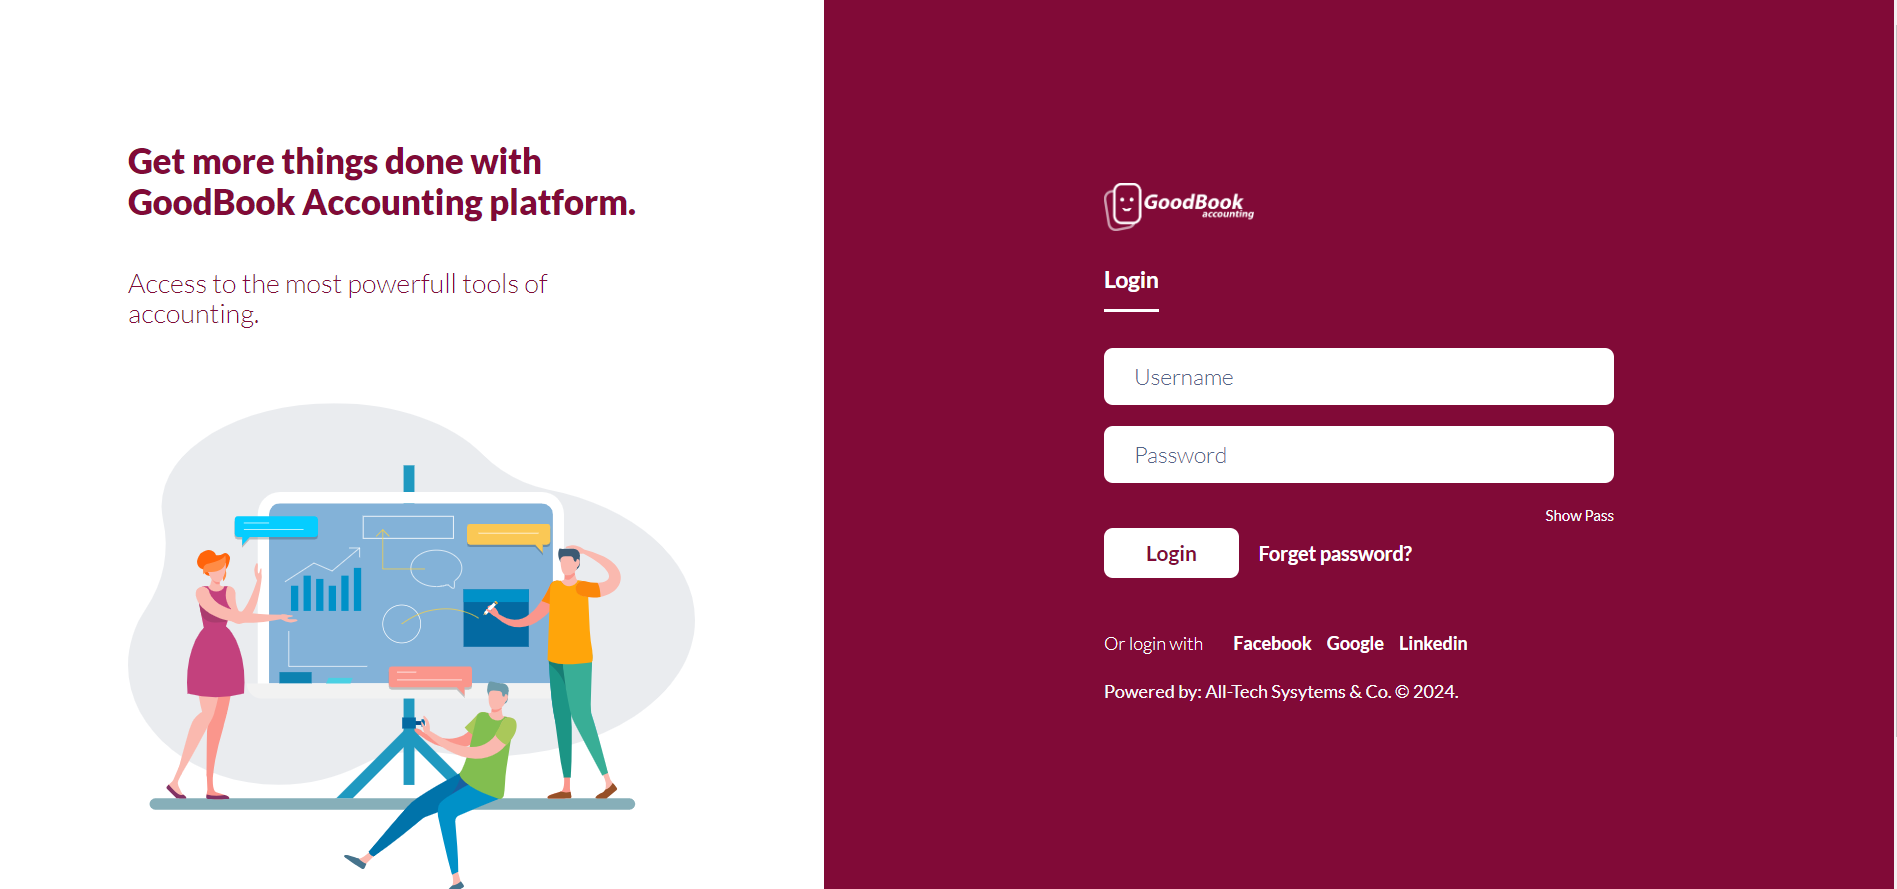 Get more things done with
GoodBook Accounting platform.
Access to the most powerfull tools of
accounting.
GoodBook
accounting
Login
Username
Password
Show Pass
Login Forget password?
Or login with Facebook Google Linkedin
Powered by: All-Tech Sysytems & Co. © 2024.